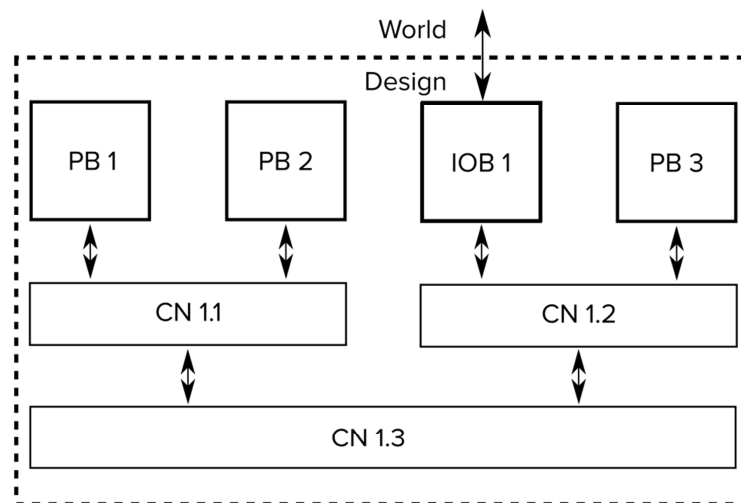 World
Design
PB 1
PB 2
IOB 1
PB 3
CN 1.1
CN 1.2
CN 1.3